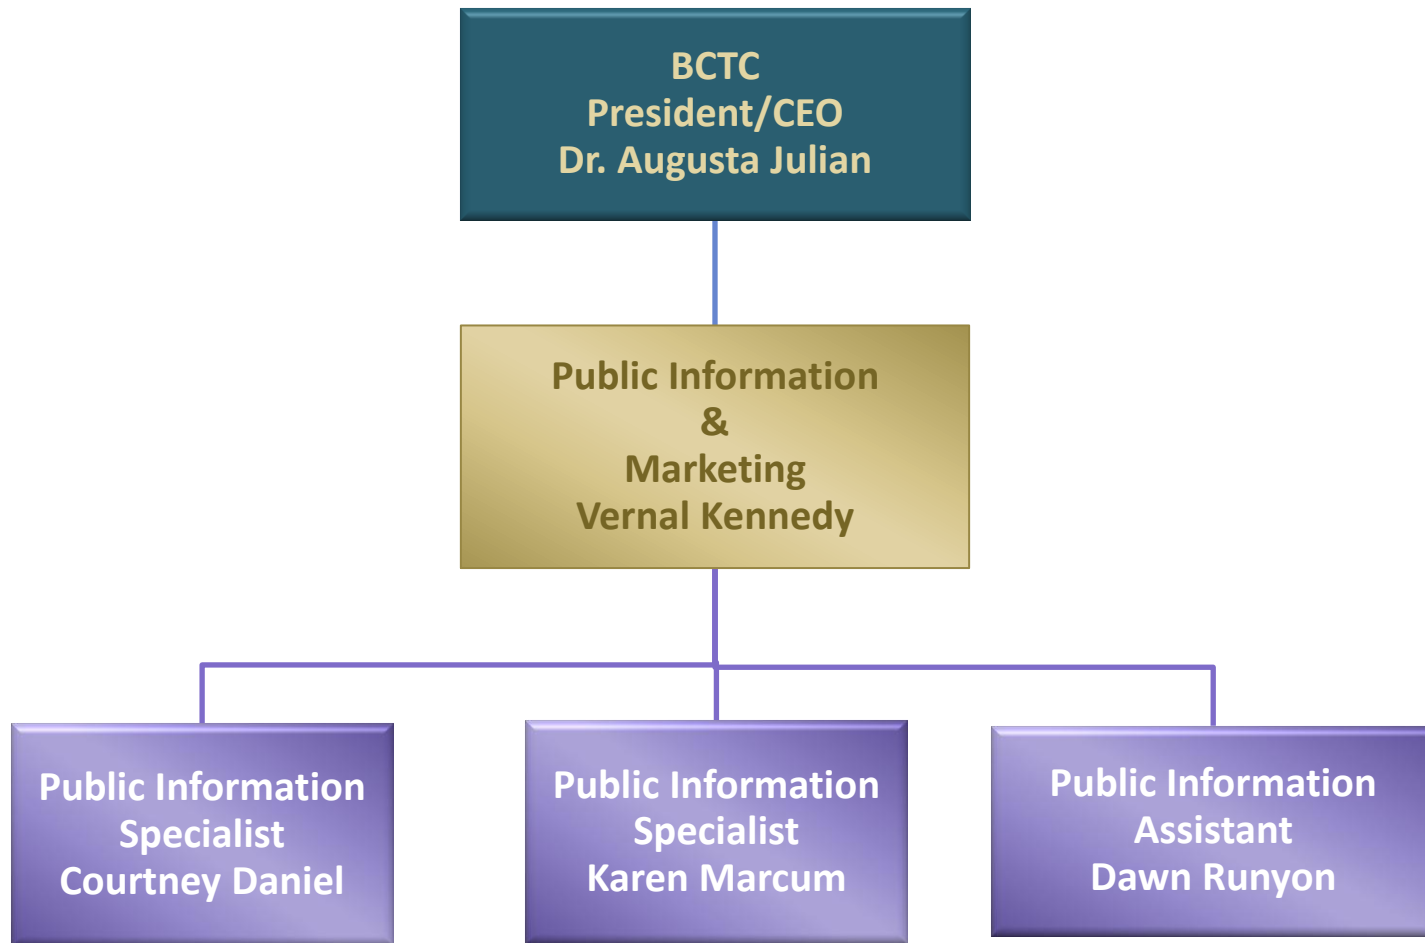 BCTC
President/CEO
Dr. Augusta Julian
Public Information
&
Marketing
Vernal Kennedy
Public Information
Specialist
Courtney Daniel
Public Information
Specialist
Karen Marcum
Public Information
Assistant
Dawn Runyon